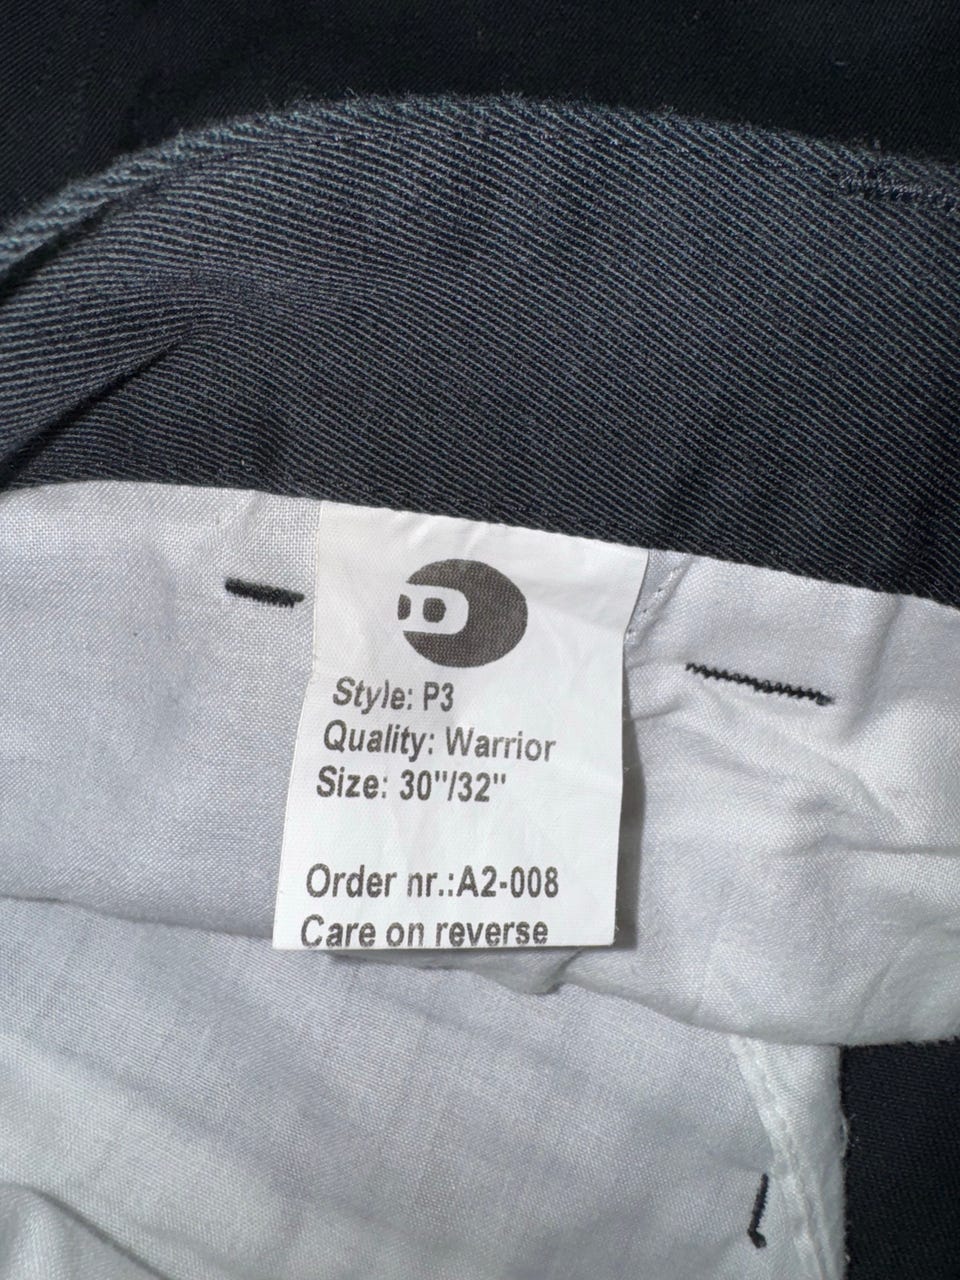 D
Style: P3
Quality: Warrior
Size: 30"/32"
Order nr.:A2-008
Care on reverse